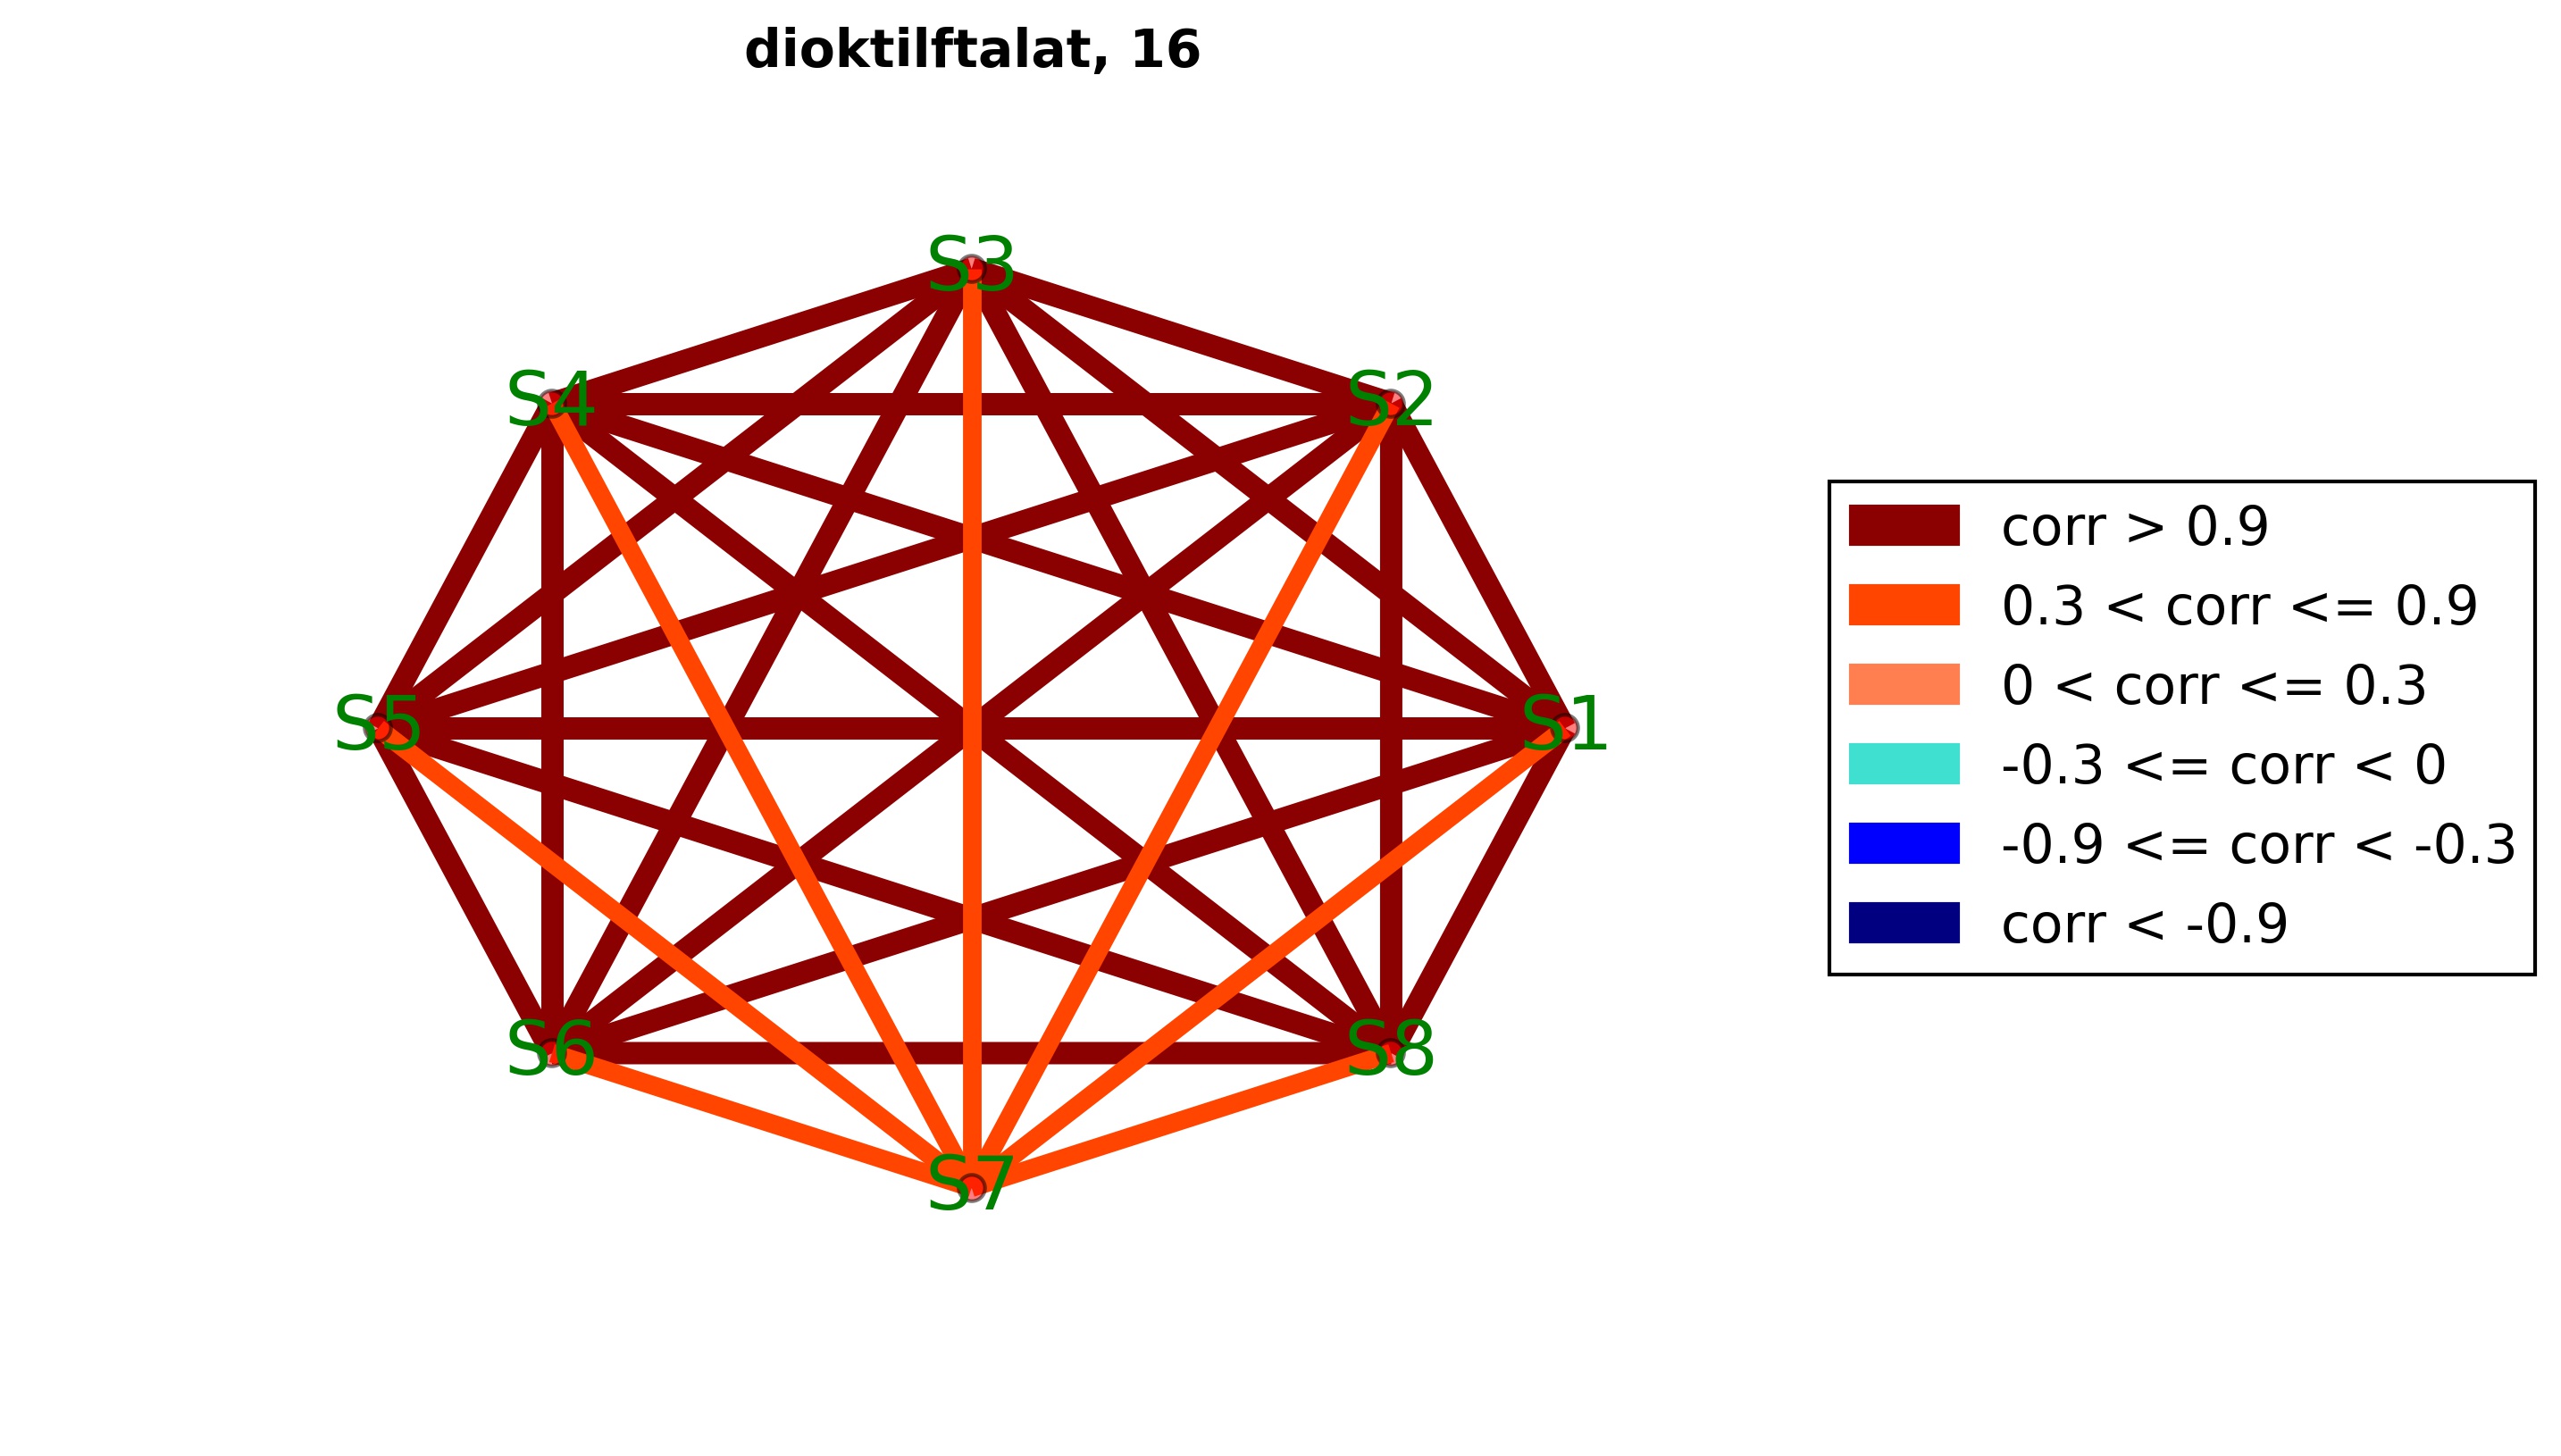 dioktilftalat, 16
S3
S4
S2
S5
S1
S6
S8
S7
corr > 0.9
0.3 < corr <= 0.9
0 < corr <= 0.3
-0.3 <= corr < 0
-0.9 <= corr < -0.3
corr < -0.9